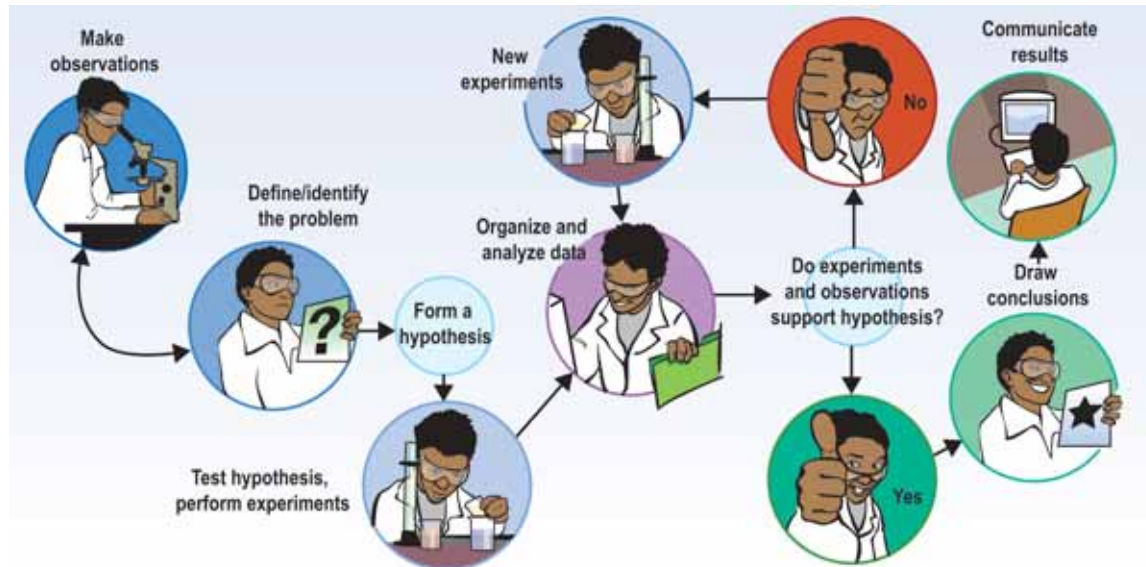 Make
observations
Define/identify
the problem
Form a
hypothesis
Test hypothesis,
perform experiments
Organize and
analyze data
New
experiments
Do experiments
and observations
support hypothesis?
No
Yes
Draw
conclusions
Communicate
results